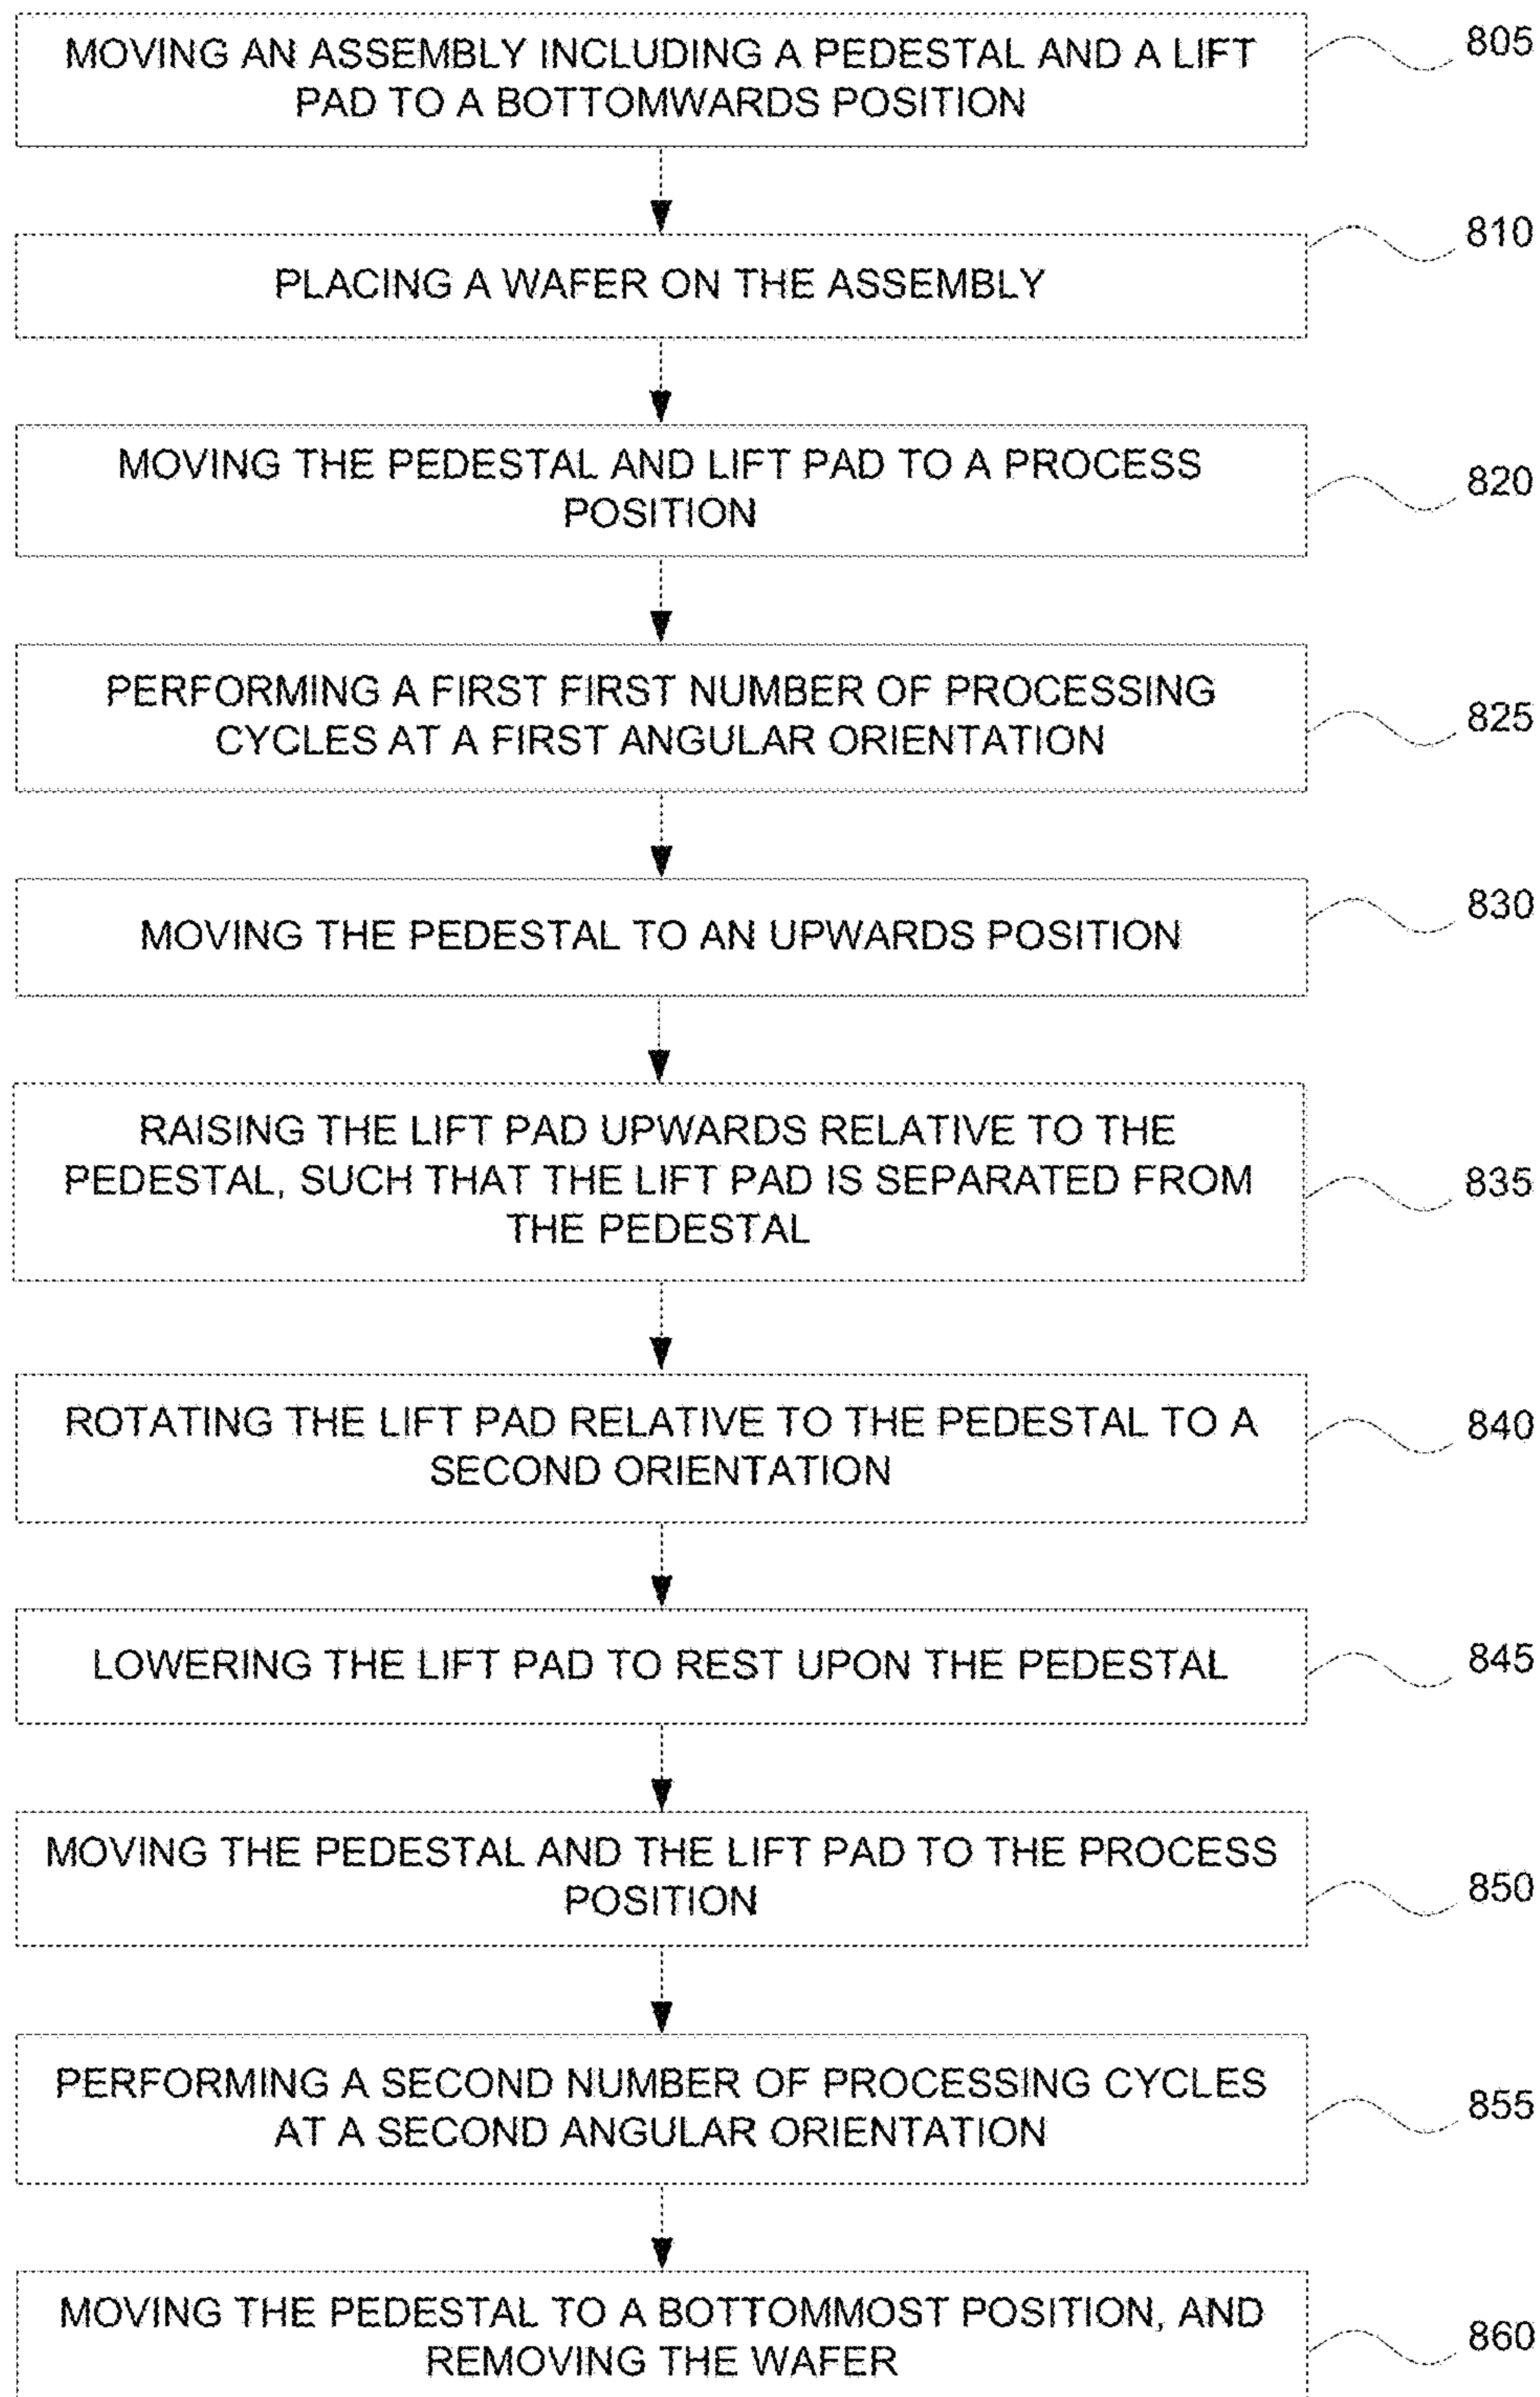 MOVING AN ASSEMBLY INCLUDING A PEDESTAL AND A LIFT
PAD TO A BOTTOMWARDS POSITION
805
PLACING A WAFER ON THE ASSEMBLY
810
MOVING THE PEDESTAL AND LIFT PAD TO A PROCESS
POSITION
820
PERFORMING A FIRST FIRST NUMBER OF PROCESSING
CYCLES AT A FIRST ANGULAR ORIENTATION
825
MOVING THE PEDESTAL TO AN UPWARDS POSITION
830
RAISING THE LIFT PAD UPWARDS RELATIVE TO THE
PEDESTAL, SUCH THAT THE LIFT PAD IS SEPARATED FROM
THE PEDESTAL
835
ROTATING THE LIFT PAD RELATIVE TO THE PEDESTAL TO A
SECOND ORIENTATION
840
LOWERING THE LIFT PAD TO REST UPON THE PEDESTAL
845
MOVING THE PEDESTAL AND THE LIFT PAD TO THE PROCESS
POSITION
850
PERFORMING A SECOND NUMBER OF PROCESSING CYCLES
AT A SECOND ANGULAR ORIENTATION
855
MOVING THE PEDESTAL TO A BOTTOMMOST POSITION, AND
REMOVING THE WAFER
860